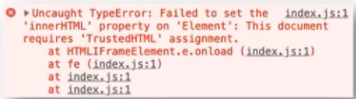 ▶Uncaught TypeError: Failed to set the index.js:1
'innerHTML' property on 'Element': This document
requires 'TrustedHTML' assignment.
at HTMLIFrameElement.e.onload (index.js:1)
at fe (index.js:1)
at index.js:1
at index.js:1